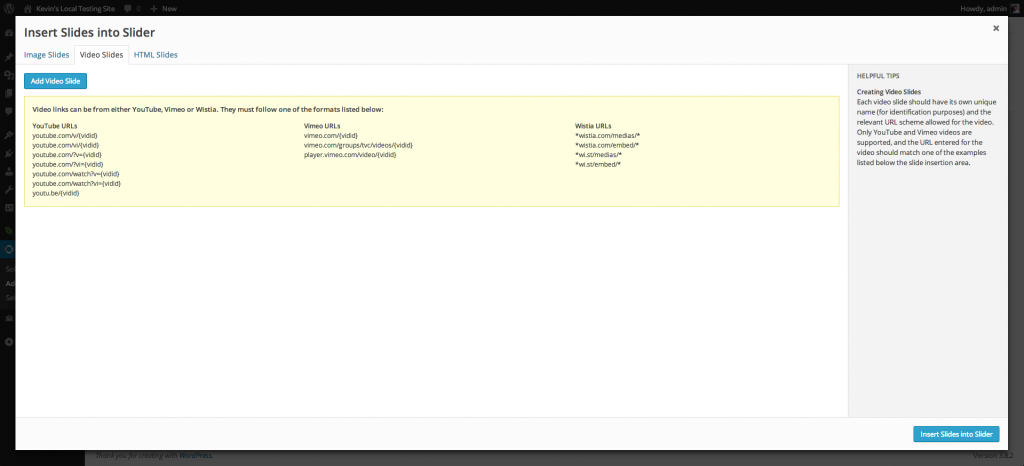 Kevin's Local Testing Site 0 New Howdy, admin
Insert Slides into Slider
Image Slides Video Slides HTML Slides
Add Video Slide
Video links can be from either YouTube, Vimeo or Wistia. They must follow one of the formats listed below:
YouTube URLs
youtube.com/v/{vidid}
youtube.com/vi/{vidid}
youtube.com/?v={vidid}
youtube.com/?vi={vidid}
youtube.com/watch?v={vidid}
youtube.com/watch?vi={vidid}
youtu.be/{vidid}
Vimeo URLs
vimeo.com/{vidid}
vimeo.com/groups/tvc/videos/{vidid}
player.vimeo.com/video/{vidid}
Wistia URLs
*wistia.com/medias/*
*wistia.com/embed/*
*wi.st/medias/*
*wi.st/embed/*
HELPFUL TIPS
Creating Video Slides
Each video slide should have its own unique
name (for identification purposes) and the
relevant URL scheme allowed for the video.
Only YouTube and Vimeo videos are
supported, and the URL entered for the
video should match one of the examples
listed below the slide insertion area.
Insert Slides into Slider
Thank you for creating with WordPress.
Version 3.8.2